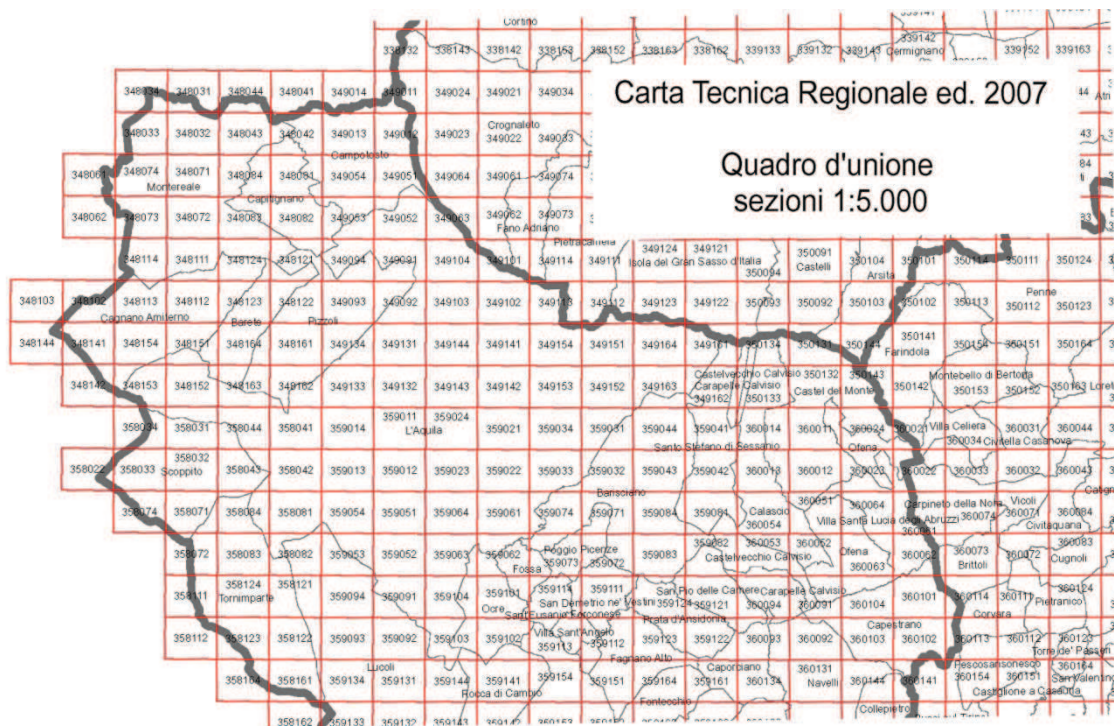 Cortino
339142
338132 338143 338142 338153 338152 338163 338162 339133 339132 339143 Cermignano 339152 339163
348034 348031 348044 348041 349014 349011 349024 349021 349034
Carta Tecnica Regionale ed. 2007
348033 348032 348043 348042 349013 349012 349023 Crognaleto
349022 349033
Campotosto
Quadro d'unione
348061 348074 348071 348084 348081 349054 349051 349064 349061 349074
Montereale Capitignano
sezioni 1:5.000
348062 348073 348072 348083 348082 349053 349052 349063 349062 349073
Fano Adriano
Pietracamela
348114 348111 348124 348121 349094 349091 349104 349101 349114 349111 349124 349121 350091 350104 350101 350114 350111 350124
Isola del Gran Sasso d'Italia 350094 Castelli Arsita
348103 348102 348113 348112 348123 348122 349093 349092 349103 349102 349113 349112 349123 349122 350093 350092 350103 350102 350113 Penne
350112 350123
Cagnano Amiterno Barete Pizzoli
348144 348141 348154 348151 348164 348161 349134 349131 349144 349141 349154 349151 349164 349161 350134 350131 350144 350141 350154 350151 350164
Farindola
348142 348153 348152 348163 348162 349133 349132 349143 349142 349153 349152 349163 Castelvecchio Calvisio 350132 350143 350142 Montebello di Bertona
Carapelle Calvisio Castel del Monte 350153 350152 350163
349162 350133
358034 358031 358044 358041 359014 359011 359024 359021 359034 359031 359044 359041 360014 360011 360024 360021 Villa Celiera 360031 360044
L'Aquila Santo Stefano di Sessanio Ofena 360034 Civitella Casanova
358022 358033 358032 358043 358042 359013 359012 359023 359022 359033 359032 359043 359042 360013 360012 360023 360022 360033 360032 360043
Scoppito
Barisciano
358074 358071 358084 358081 359054 359051 359064 359061 359074 359071 359084 359081 Calascio 360051 360064 Carpineto della Nora Vicoli 360084
360054 Villa Santa Lucia degli Abruzzi 360061 360074 360071 Civitaquana
358072 358083 358082 359053 359052 359063 359062 Poggio Picenze 359083 359082 360053 360052 Ofena 360062 360073 360072 360083
Fossa 359073 359072 Castelvecchio Calvisio 360063 Brittoli Cugnoli
358111 358124 358121 359094 359091 359104 359101 359114 359111 San Pio delle Camere Carapelle Calvisio 360101 360114 360111 360124
Tornimparte Ocre San Demetrio ne' Vestini 359124 359121 360094 360091 360104 Corvara Pietranico
Sant'Eusanio Forconese Prata d'Ansidonia
358112 358123 358122 359093 359092 359103 359102 Villa Sant'Angelo 359123 359122 360093 360092 Capestrano
360103 360102 360113 360112 360123
359113 359112
Fagnano Alto Torre de' Passeri
358164 358161 359134 359131 359144 359141 359154 359151 359164 359161 360134 360131 360144 360141 360154 360151 360164
Lucoli Rocca di Cambio Fontecchio Caporciano Navelli Pescosansonesco Castiglione a Casauria
Collepietro
358162 359133 359132 359143 359142